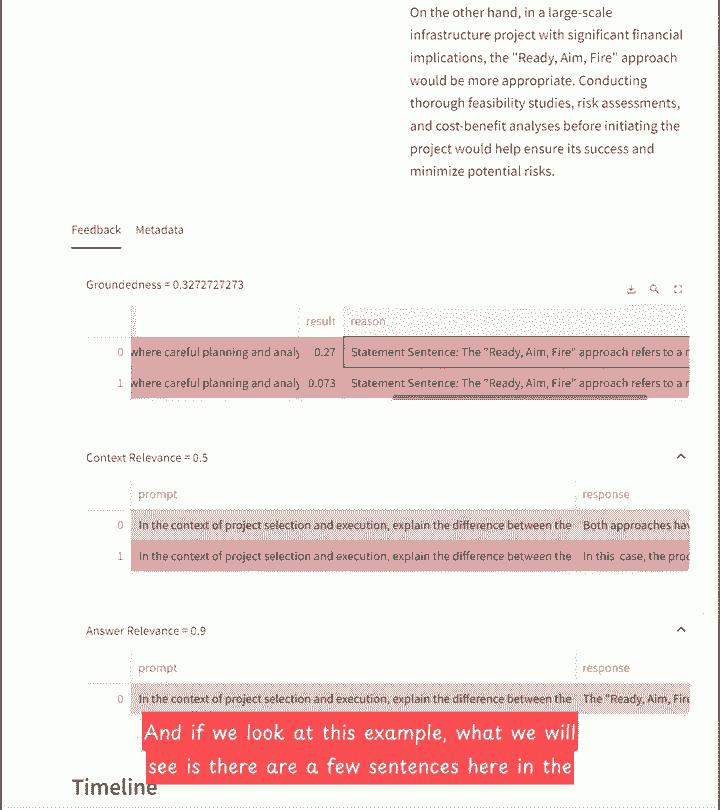 On the other hand, in a large-scale
infrastructure project with significant financial
implications, the "Ready, Aim, Fire" approach
would be more appropriate. Conducting
thorough feasibility studies, risk assessments,
and cost-benefit analyses before initiating the
project would help ensure its success and
minimize potential risks.
Feedback Metadata
Groundedness = 0.3272727273
result reason
0 where careful planning and analy 0.27 Statement Sentence: The "Ready, Aim, Fire" approach refers to a r
1 where careful planning and analy 0.073 Statement Sentence: The "Ready, Aim, Fire" approach refers to a r
Context Relevance = 0.5
prompt response
0 In the context of project selection and execution, explain the difference between the Both approaches hav
1 In the context of project selection and execution, explain the difference between the In this case, the proc
Answer Relevance = 0.9
prompt response
0 In the context of project selection and execution, explain the difference between the The "Ready, Aim, Fir
And if we look at this example, what we will
see is there are a few sentences here in the
Timeline